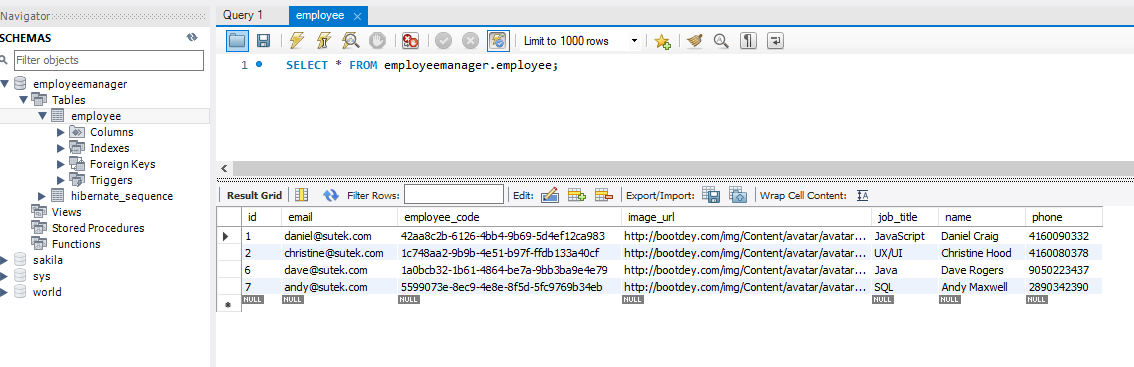 Navigator
Query 1 employee
SCHEMAS
Filter objects
Limit to 1000 rows
1 SELECT * FROM employeemanager.employee;
employeemanager
Tables
employee
Columns
Indexes
Foreign Keys
Triggers
hibernate_sequence
Views
Stored Procedures
Functions
sakila
sys
world
Result Grid Filter Rows: Edit: Export/Import: Wrap Cell Content:
id email employee_code image_url job_title name phone
1 daniel@sutek.com 42aa8c2b-6126-4bb4-9b69-5d4ef12ca983 http://bootdey.com/img/Content/avatar/avatar... JavaScript Daniel Craig 4160090332
2 christine@sutek.com 1c748aa2-9b9b-4e51-b97f-ffdb133a40cf http://bootdey.com/img/Content/avatar/avatar... UX/UI Christine Hood 4160080378
6 dave@sutek.com 1a0bcb32-1b61-4864-be7a-9bb3ba9e4e79 http://bootdey.com/img/Content/avatar/avatar... Java Dave Rogers 9050223437
7 andy@sutek.com 5599073e-8ec9-4e8e-8f5d-5fc9769b34eb http://bootdey.com/img/Content/avatar/avatar... SQL Andy Maxwell 2890342390
NULL NULL NULL NULL NULL NULL NULL